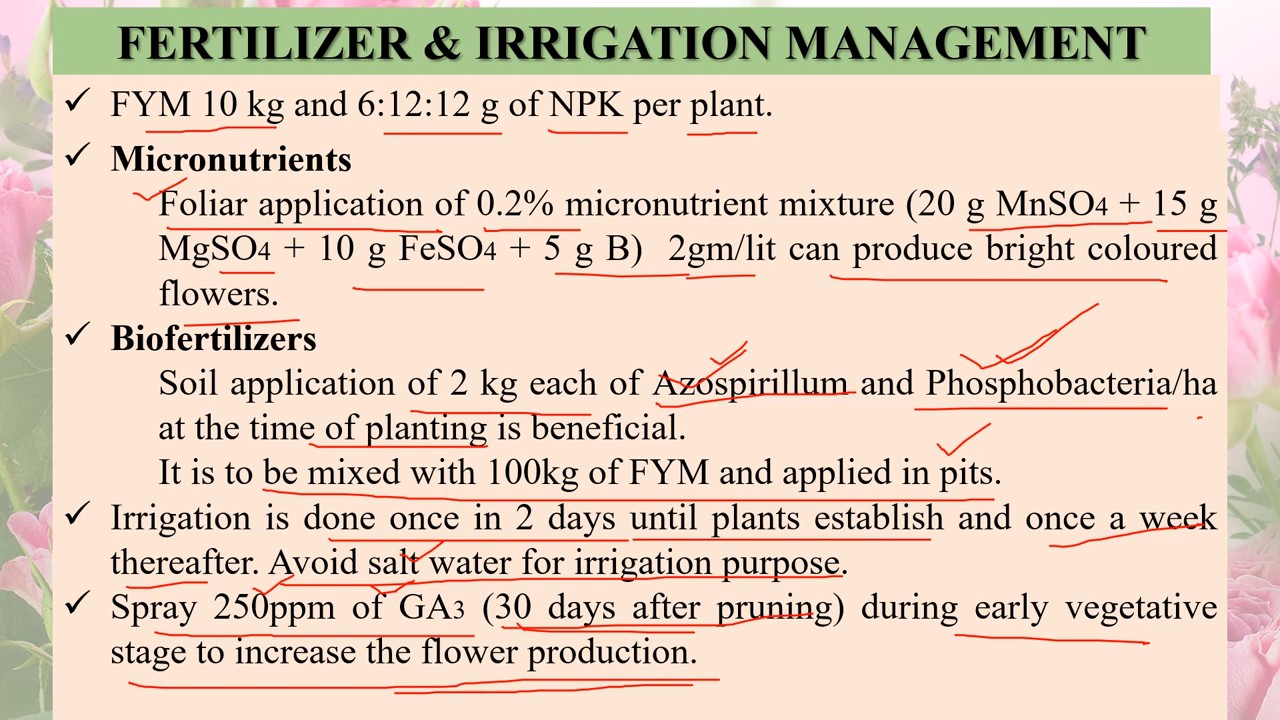 FERTILIZER & IRRIGATION MANAGEMENT
✓ FYM 10 kg and 6:12:12 g of NPK per plant.
✓ Micronutrients
Foliar application of 0.2% micronutrient mixture (20 g MnSO4 + 15 g
MgSO4 + 10 g FeSO4 + 5 g B) 2gm/lit can produce bright coloured
flowers.
✓ Biofertilizers
Soil application of 2 kg each of Azospirillum and Phosphobacteria/ha
at the time of planting is beneficial.
It is to be mixed with 100kg of FYM and applied in pits.
✓ Irrigation is done once in 2 days until plants establish and once a week
thereafter. Avoid salt water for irrigation purpose.
✓ Spray 250ppm of GA3 (30 days after pruning) during early vegetative
stage to increase the flower production.